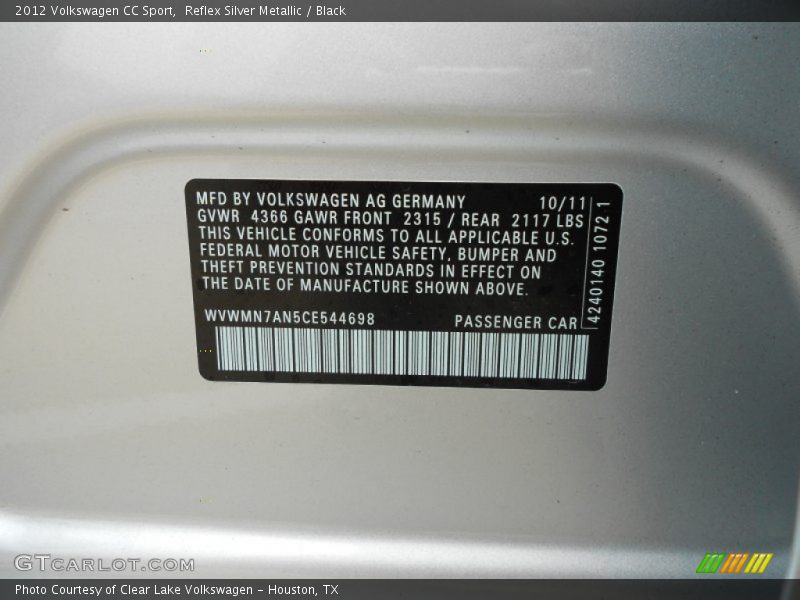 2012 Volkswagen CC Sport,  Reflex Silver Metallic / Black
MFD BY VOLKSWAGEN AG GERMANY 10/11
GVWR 4366 GAWR FRONT 2315 / REAR 2117 LBS
THIS VEHICLE CONFORMS TO ALL APPLICABLE U.S.
FEDERAL MOTOR VEHICLE SAFETY, BUMPER AND
THEFT PREVENTION STANDARDS IN EFFECT ON
THE DATE OF MANUFACTURE SHOWN ABOVE.
WVWMN7AN5CE544698 PASSENGER CAR
4240140 1072 1
GTCARLOT.COM
Photo Courtesy of Clear Lake Volkswagen - Houston, TX